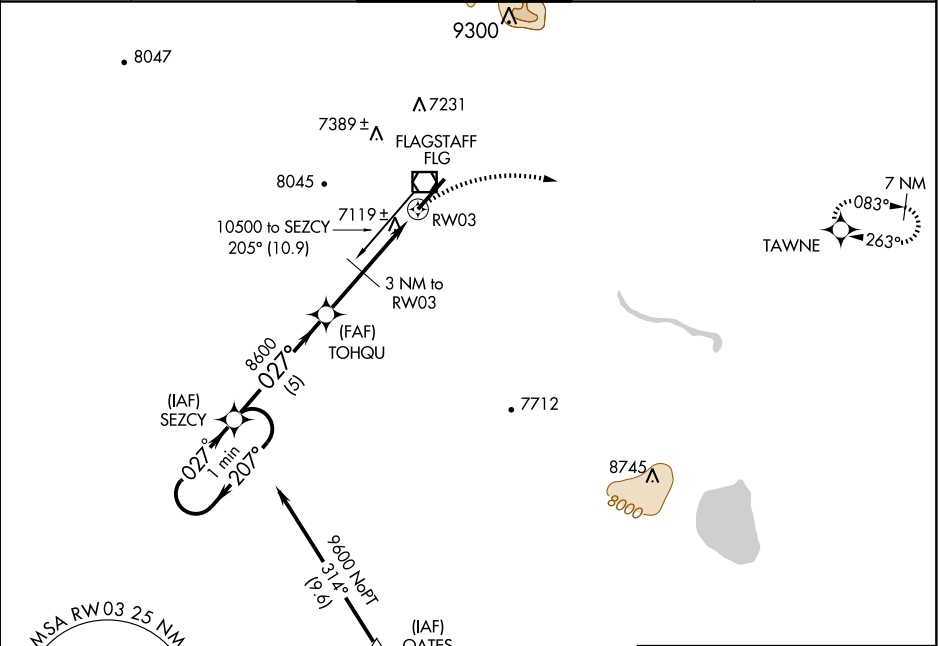 9300
8047
7231
7389 ±
FLAGSTAFF
FLG
8045
7 NM
083°
7119 ±
RW03
10500 to SEZCY
205° (10.9)
TAWNE
263°
3 NM to
RW03
(FAF)
TOHQU
8600
027°
(5)
(IAF)
SEZCY
7712
027°
1 min
207°
8745
8000
9600 NoPT
314°
(9.6)
MSA RW03 25 NM
(IAF)